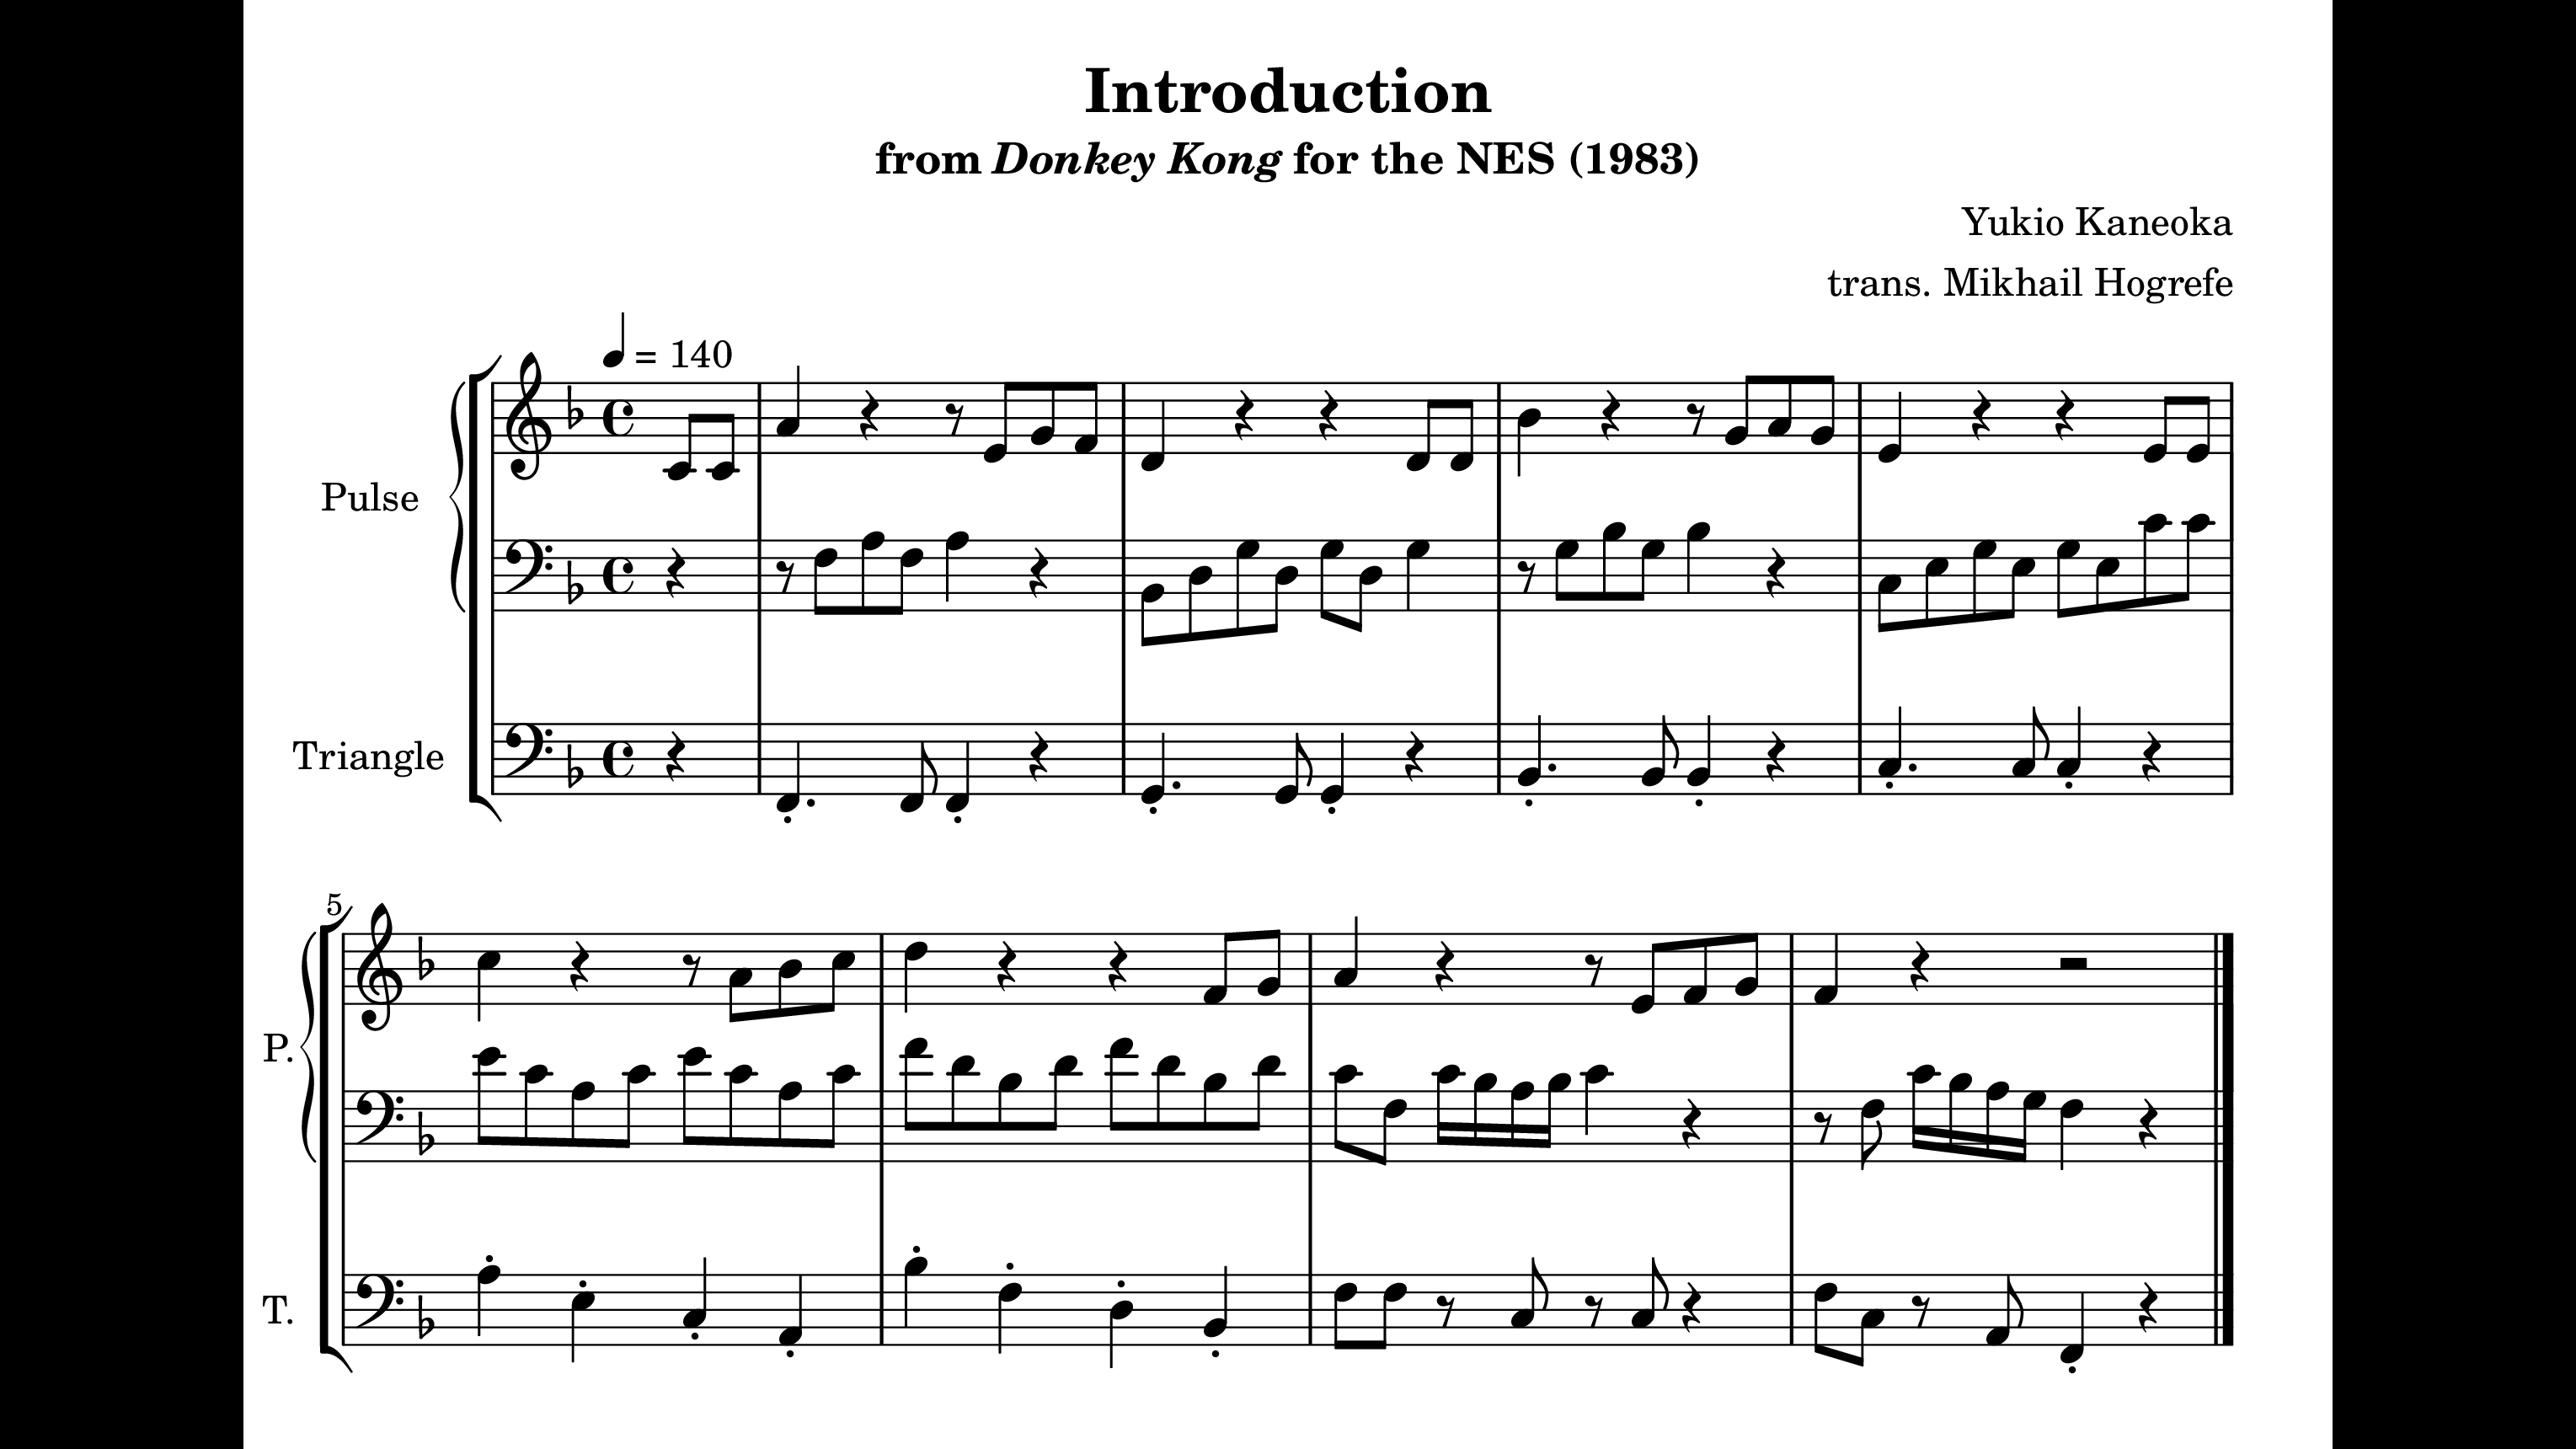 Introduction
from Donkey Kong for the NES (1983)
Yukio Kaneoka
trans. Mikhail Hogrefe
= 140
Pulse
Triangle
5
P.
T.